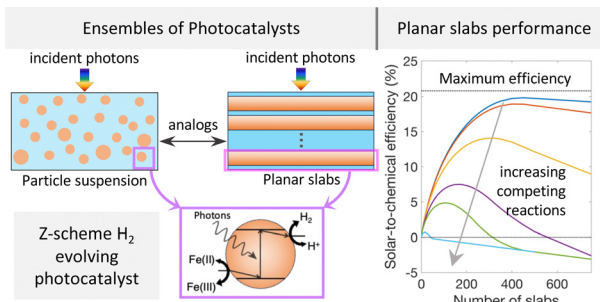 Ensembles of Photocatalysts
Planar slabs performance
incident photons
incident photons
analogs
Particle suspension
Planar slabs
Z-scheme H2
evolving
photocatalyst
Photons
H2
H+
Fe(II)
Fe(III)
Solar-to-chemical efficiency (%)
25
20
15
10
5
0
-5
Maximum efficiency
increasing
competing
reactions
0
200
400
600
Number of slabs